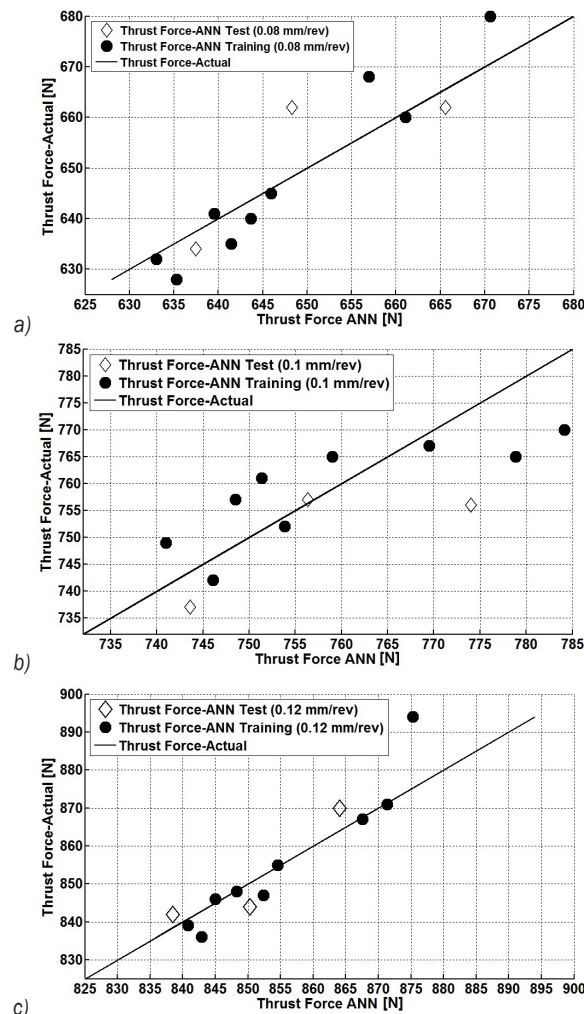 680
670
660
650
640
630
Thrust Force-Actual [N]
Thrust Force-ANN Test (0.08 mm/rev)
Thrust Force-ANN Training (0.08 mm/rev)
Thrust Force-Actual
625 630 635 640 645 650 655 660 665 670 675 680
Thrust Force ANN [N]
a)
785
775
765
755
745
735
Thrust Force-Actual [N]
Thrust Force-ANN Test (0.1 mm/rev)
Thrust Force-ANN Training (0.1 mm/rev)
Thrust Force-Actual
735 740 745 750 755 760 765 770 775 780 785
Thrust Force ANN [N]
b)
900
890
880
870
860
850
840
830
Thrust Force-Actual [N]
Thrust Force-ANN Test (0.12 mm/rev)
Thrust Force-ANN Training (0.12 mm/rev)
Thrust Force-Actual
825 830 835 840 845 850 855 860 865 870 875 880 885 890 895 900
Thrust Force ANN [N]
c)